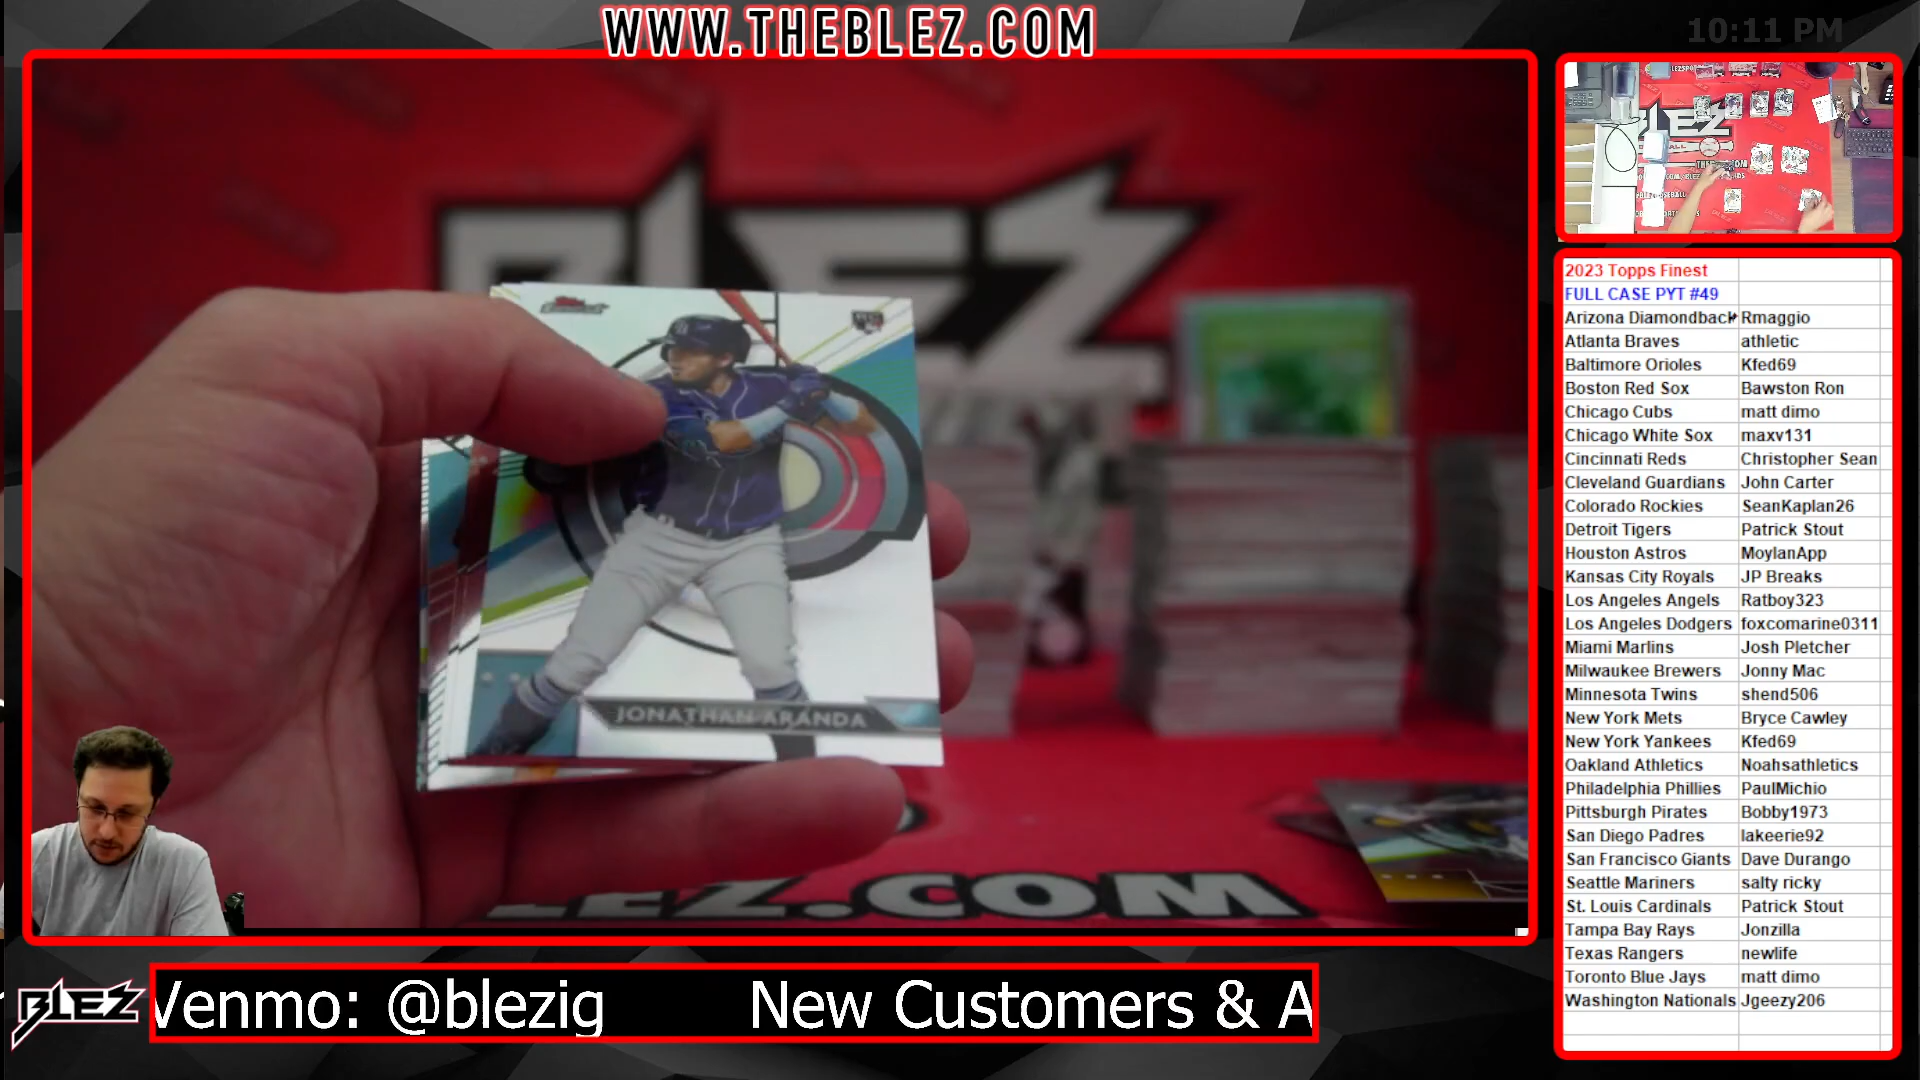 WWW.THEBLEZ.COM
10:11 PM
BLEZ
JONATHAN ARANDA
.COM
2023 Topps Finest
FULL CASE PYT #49
Arizona Diamondback Rmaggio
Atlanta Braves athletic
Baltimore Orioles Kfed69
Boston Red Sox Bawston Ron
Chicago Cubs matt dimo
Chicago White Sox maxv131
Cincinnati Reds Christopher Sean
Cleveland Guardians John Carter
Colorado Rockies SeanKaplan26
Detroit Tigers Patrick Stout
Houston Astros MoylanApp
Kansas City Royals JP Breaks
Los Angeles Angels Ratboy323
Los Angeles Dodgers foxcomarine0311
Miami Marlins Josh Pletcher
Milwaukee Brewers Jonny Mac
Minnesota Twins shend506
New York Mets Bryce Cawley
New York Yankees Kfed69
Oakland Athletics Noahsathletics
Philadelphia Phillies PaulMichio
Pittsburgh Pirates Bobby1973
San Diego Padres lakeerie92
San Francisco Giants Dave Durango
Seattle Mariners salty ricky
St. Louis Cardinals Patrick Stout
Tampa Bay Rays Jonzilla
Texas Rangers newlife
Toronto Blue Jays matt dimo
Washington Nationals Jgeezy206
BLEZ
Venmo: @blezig New Customers & A